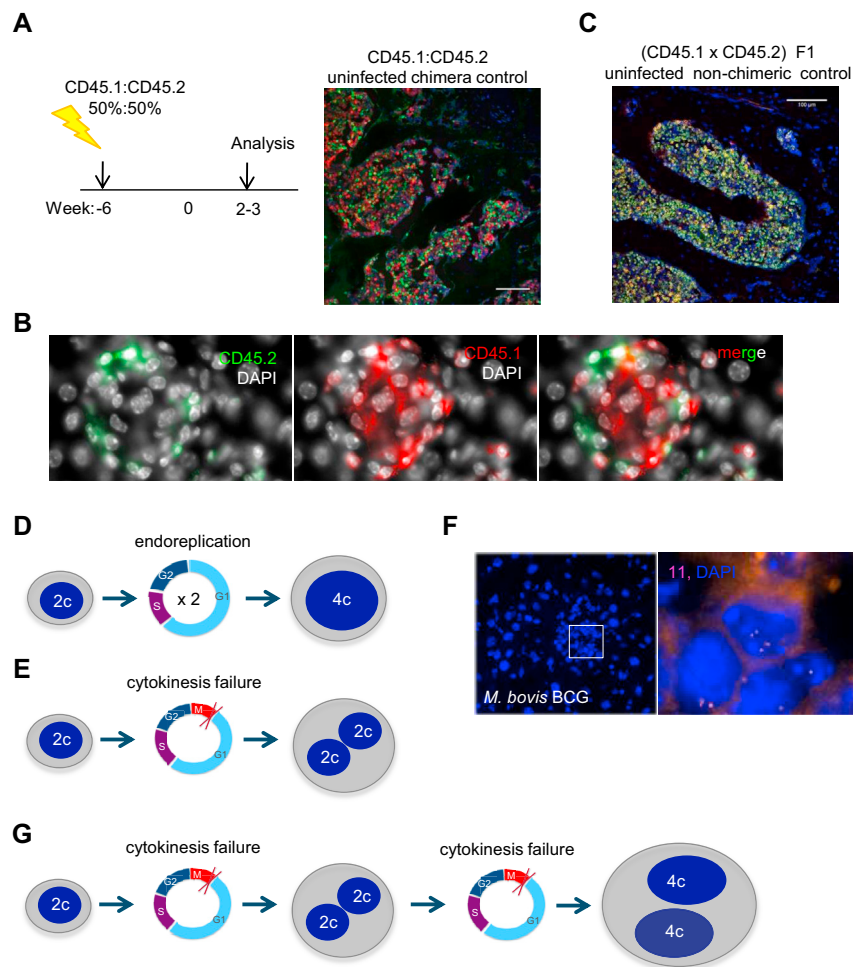 A
CD45.1:CD45.2
50%:50%
Analysis
Week:-6
0
2-3
CD45.1:CD45.2
uninfected chimera control
C
(CD45.1 x CD45.2) F1
uninfected non-chimeric control
100 µm
B
CD45.2
DAPI
CD45.1
DAPI
merge
D
endoreplication
2c
G2
S
G1
x 2
4c
E
cytokinesis failure
2c
G2
M
S
G1
2c
2c
F
M. bovis BCG
11, DAPI
G
cytokinesis failure
cytokinesis failure
2c
G2
M
S
G1
2c
2c
G2
M
S
G1
4c
4c